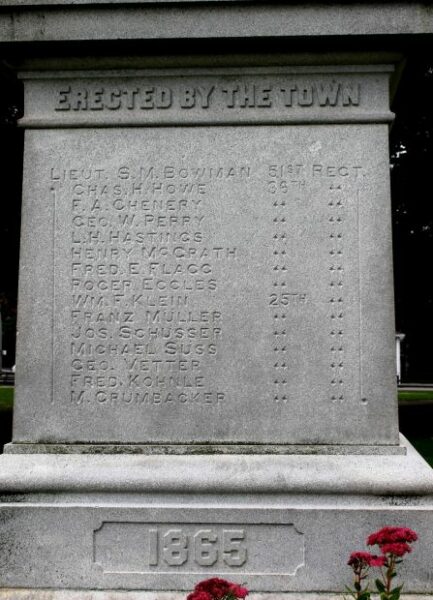 ERECTED BY THE TOWN
LIEUT. S. M. BOWMAN 51ST REGT.
CHAS. H. HOWE 36TH "
F. A. CHENERY " "
GEO. W. PERRY " "
L. H. HASTINGS " "
HENRY MCGRATH " "
FRED. E. FLAGG " "
ROGER ECCLES " "
WM. F. KLEIN 25TH "
FRANZ MULLER " "
JOS. SCHUSSER " "
MICHAEL SUSS " "
GEO. VETTER " "
FRED. KOHNLE " "
M. CRUMBACKER " "
1865